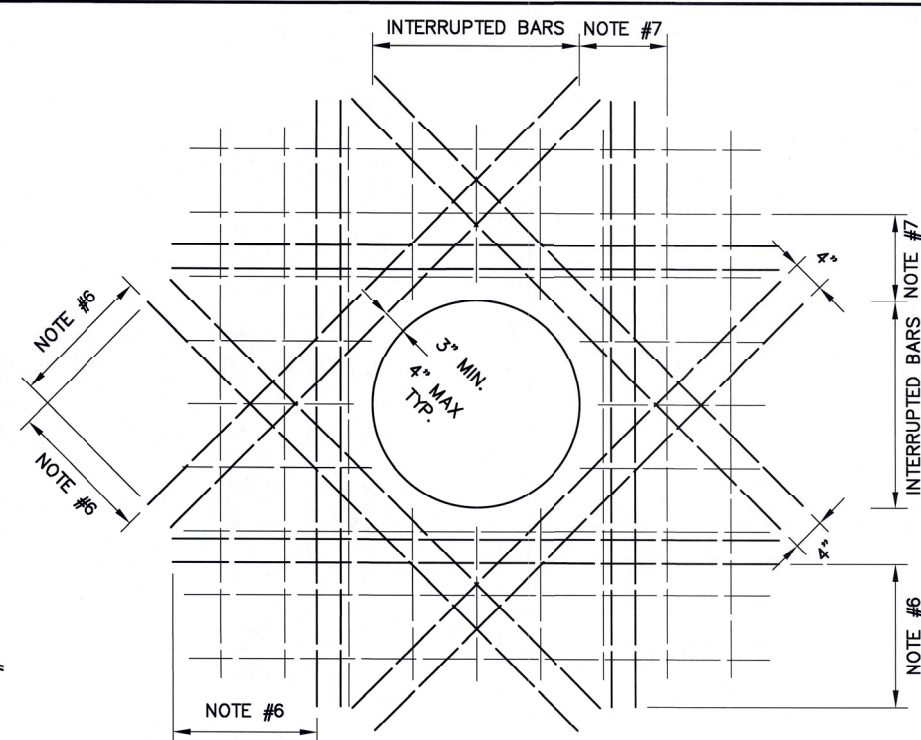 INTERRUPTED BARS
NOTE #7
NOTE #7
4"
NOTE #6
3" MIN.
4" MAX
TYP.
INTERRUPTED BARS
NOTE #6
4"
NOTE #6
NOTE #6
"